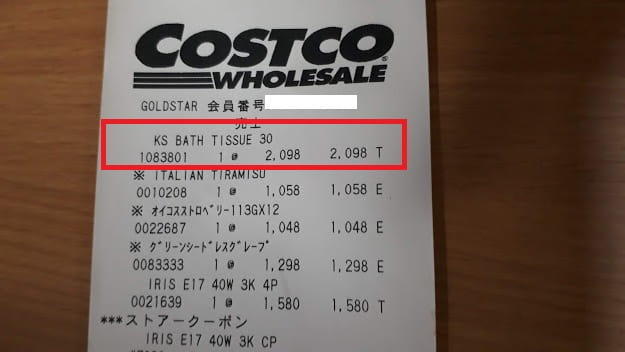 COSTCO
WHOLESALE
GOLDSTAR 会員番号
売上
KS BATH TISSUE 30
1083801 1 @ 2,098 2,098 T
※ ITALIAN TIRAMISU
0010208 1 @ 1,058 1,058 E
※ オイコスストロベリー113GX12
0022687 1 @ 1,048 1,048 E
※ グリーンシードレスグレープ
0083333 1 @ 1,298 1,298 E
IRIS E17 40W 3K 4P
0021639 1 @ 1,580 1,580 T
***ストアークーポン
IRIS E17 40W 3K CP